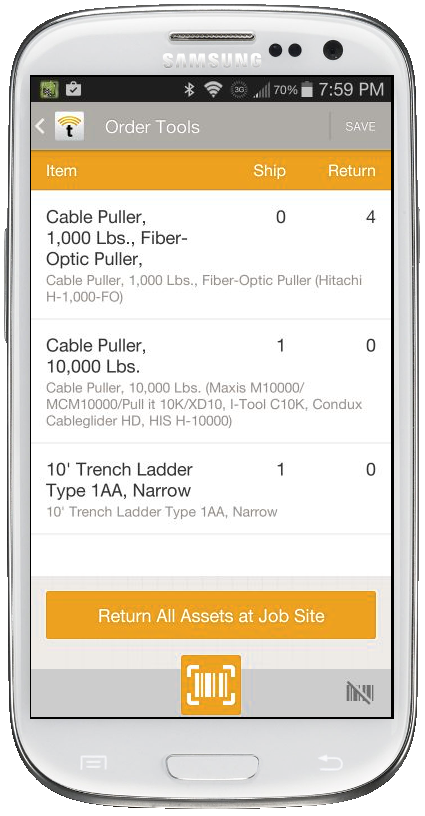 SAMSUNG
3G 70% 7:59 PM
t Order Tools SAVE
Item Ship Return
Cable Puller, 0 4
1,000 Lbs., Fiber-
Optic Puller,
Cable Puller, 1,000 Lbs., Fiber-Optic Puller (Hitachi
H-1,000-FO)
Cable Puller, 1 0
10,000 Lbs.
Cable Puller, 10,000 Lbs. (Maxis M10000/
MCM10000/Pull it 10K/XD10, I-Tool C10K, Condux
Cableglider HD, HIS H-10000)
10' Trench Ladder 1 0
Type 1AA, Narrow
10' Trench Ladder Type 1AA, Narrow
Return All Assets at Job Site